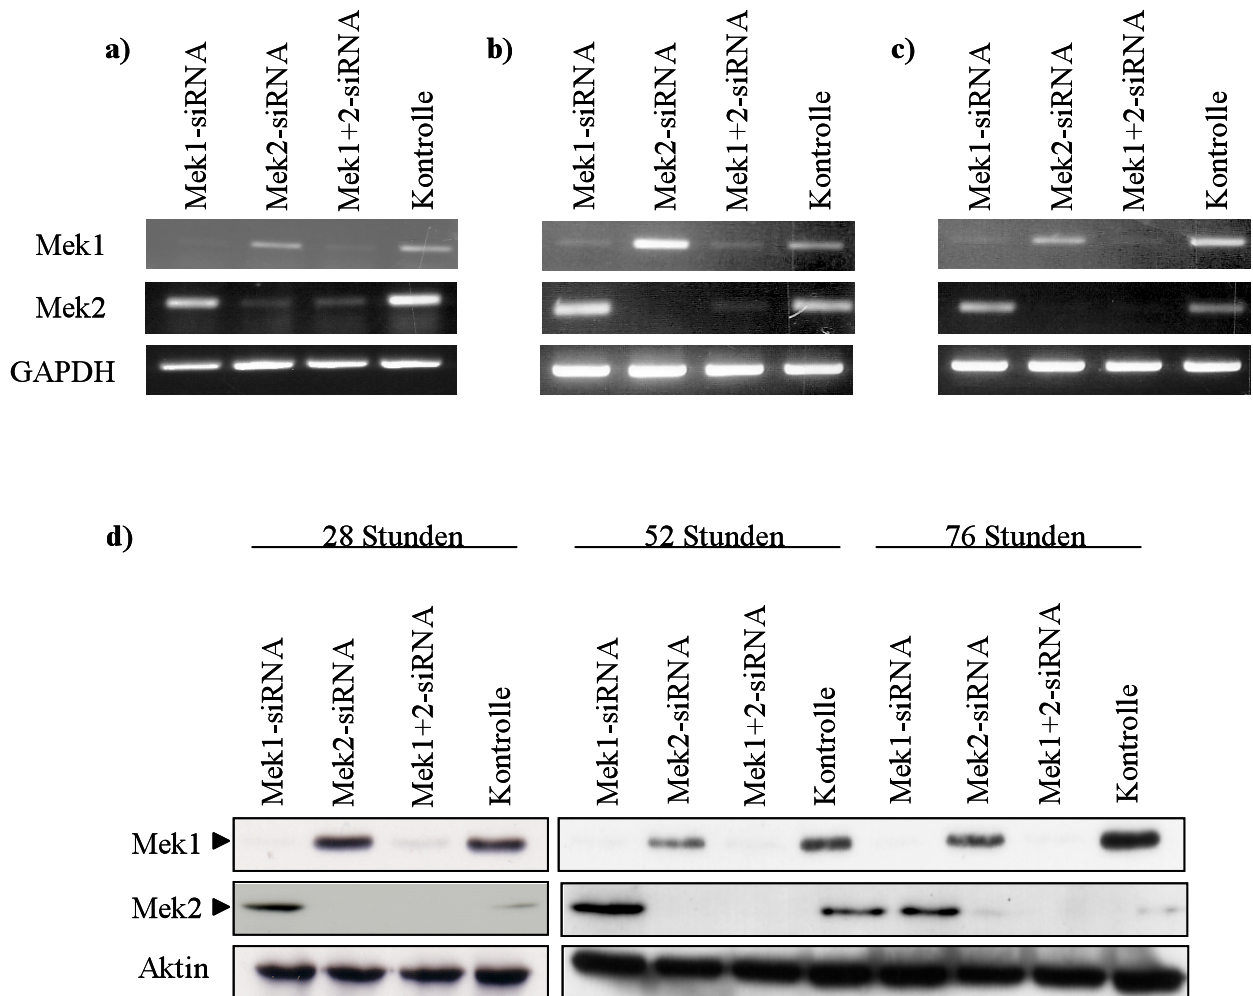 a)
Mek1-siRNA
Mek2-siRNA
Mek1+2-siRNA
Kontrolle
b)
Mek1-siRNA
Mek2-siRNA
Mek1+2-siRNA
Kontrolle
c)
Mek1-siRNA
Mek2-siRNA
Mek1+2-siRNA
Kontrolle
Mek1
Mek2
GAPDH
d)
28 Stunden
52 Stunden
76 Stunden
Mek1-siRNA
Mek2-siRNA
Mek1+2-siRNA
Kontrolle
Mek1-siRNA
Mek2-siRNA
Mek1+2-siRNA
Kontrolle
Mek1-siRNA
Mek2-siRNA
Mek1+2-siRNA
Kontrolle
Mek1
Mek2
Aktin